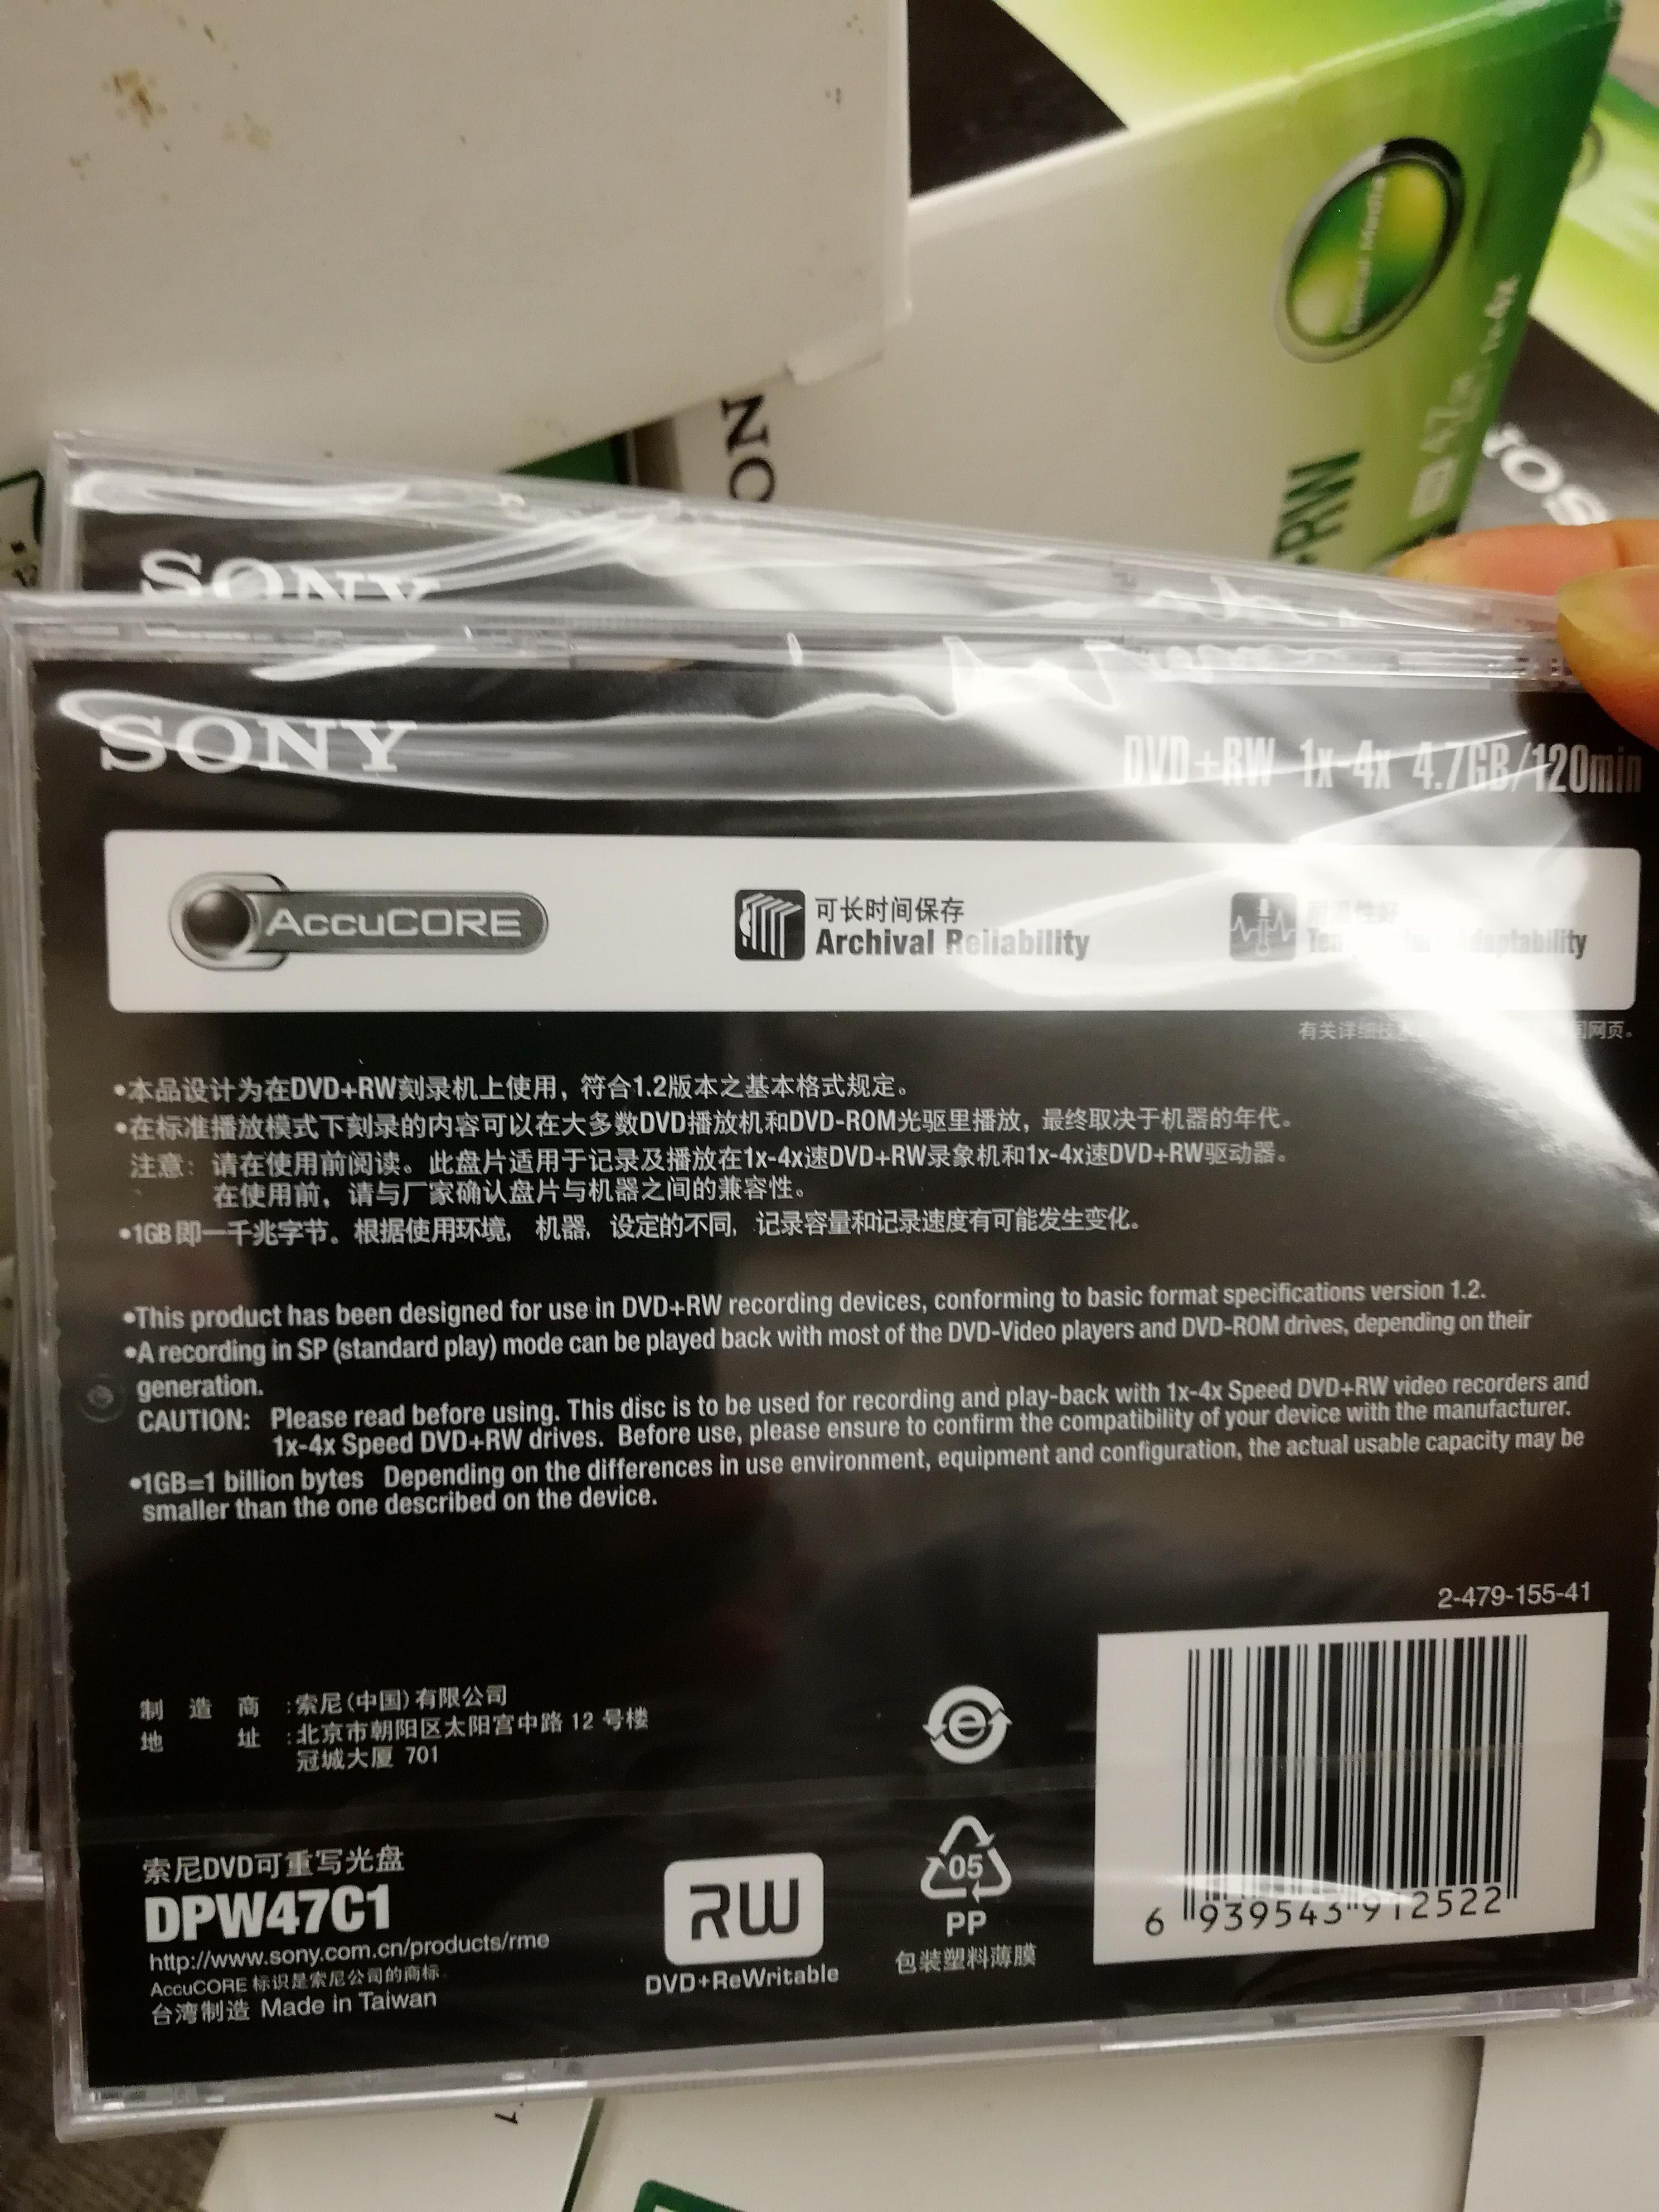 SONY
SONY
DVD+RW 1x-4x 4.7GB/120min
AccuCORE
可长时间保存
Archival Reliability
Adaptability
有关详细技
网页。
•本品设计为在DVD+RW刻录机上使用，符合1.2版本之基本格式规定。
•在标准播放模式下刻录的内容可以在大多数DVD播放机和DVD-ROM光驱里播放，最终取决于机器的年代。
注意：请在使用前阅读。此盘片适用于记录及播放在1x-4x速DVD+RW录象机和1x-4x速DVD+RW驱动器。
在使用前，请与厂家确认盘片与机器之间的兼容性。
•1GB即一千兆字节。根据使用环境，机器，设定的不同，记录容量和记录速度有可能发生变化。
•This product has been designed for use in DVD+RW recording devices, conforming to basic format specifications version 1.2.
•A recording in SP (standard play) mode can be played back with most of the DVD-Video players and DVD-ROM drives, depending on their
generation.
CAUTION: Please read before using. This disc is to be used for recording and play-back with 1x-4x Speed DVD+RW video recorders and
1x-4x Speed DVD+RW drives. Before use, please ensure to confirm the compatibility of your device with the manufacturer.
•1GB=1 billion bytes Depending on the differences in use environment, equipment and configuration, the actual usable capacity may be
smaller than the one described on the device.
2-479-155-41
制造商：索尼（中国）有限公司
地址：北京市朝阳区太阳宫中路 12 号楼
冠城大厦 701
e
索尼DVD可重写光盘
DPW47C1
http://www.sony.com.cn/products/rme
AccuCORE 标识是索尼公司的商标
台湾制造 Made in Taiwan
RW
DVD+ReWritable
05
PP
包装塑料薄膜
6 939543 912522